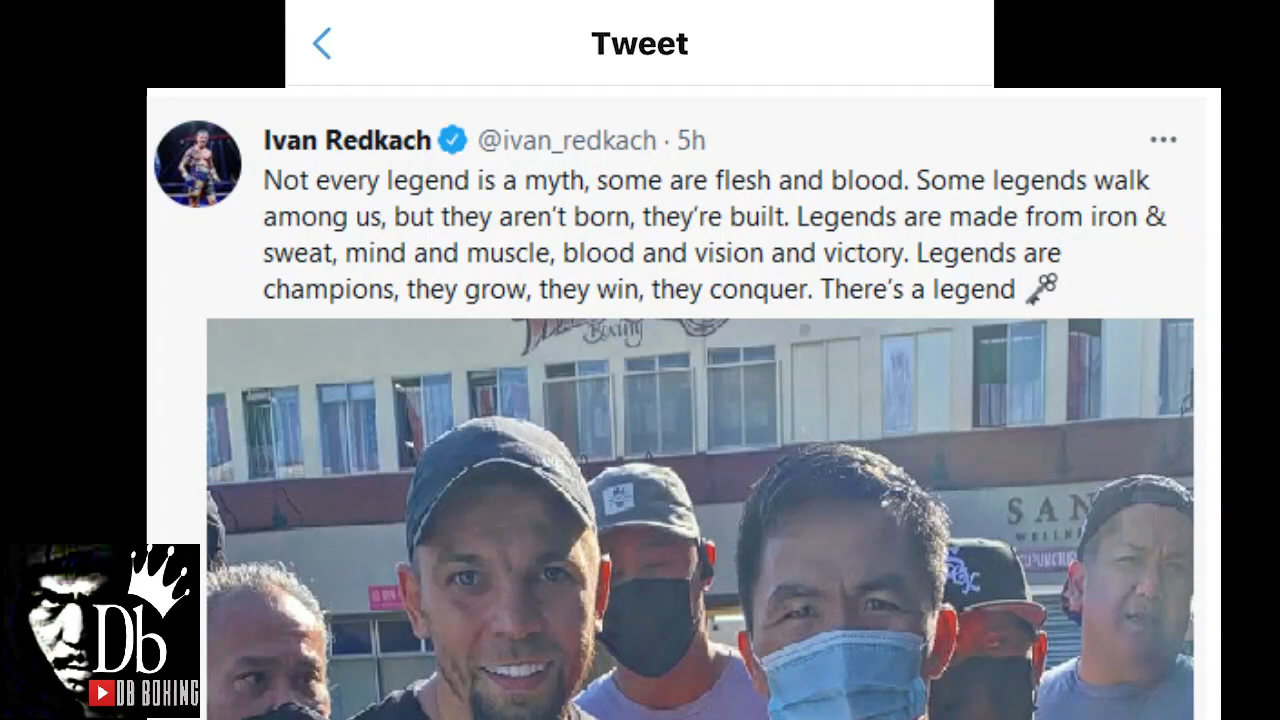 Tweet
Ivan Redkach @ivan_redkach · 5h
Not every legend is a myth, some are flesh and blood. Some legends walk
among us, but they aren't born, they're built. Legends are made from iron &
sweat, mind and muscle, blood and vision and victory. Legends are
champions, they grow, they win, they conquer. There's a legend
Boxing
SAN
Db
DB BOXING